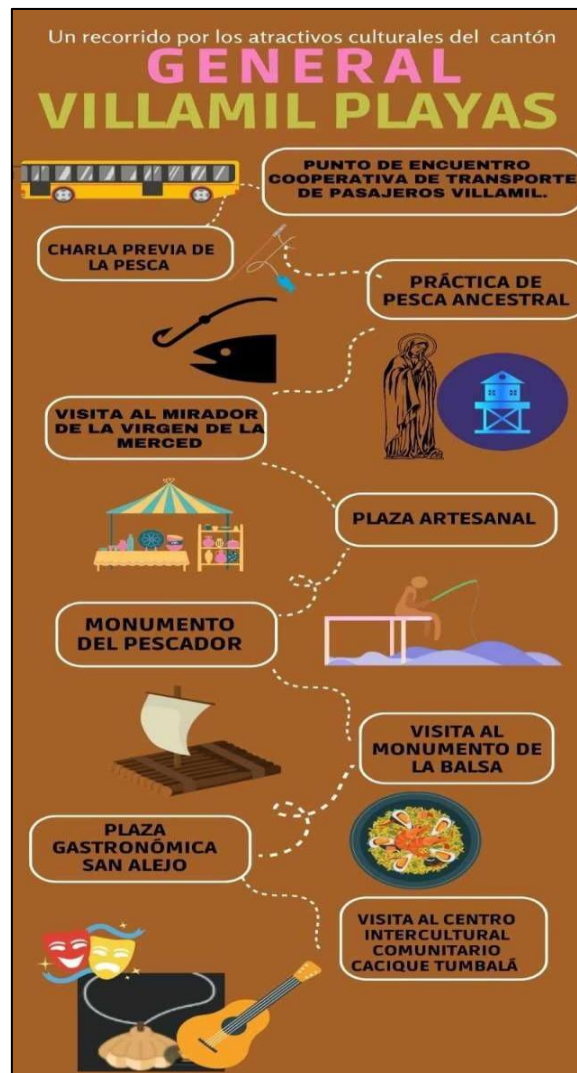 Un recorrido por los atractivos culturales del cantón
GENERAL
VILLAMIL PLAYAS
PUNTO DE ENCUENTRO
COOPERATIVA DE TRANSPORTE
DE PASAJEROS VILLAMIL.
CHARLA PREVIA DE
LA PESCA
PRÁCTICA DE
PESCA ANCESTRAL
VISITA AL MIRADOR
DE LA VIRGEN DE LA
MERCED
PLAZA ARTESANAL
MONUMENTO
DEL PESCADOR
VISITA AL
MONUMENTO DE
LA BALSA
PLAZA
GASTRONÓMICA
SAN ALEJO
VISITA AL CENTRO
INTERCULTURAL
COMUNITARIO
CACIQUE TUMBALÁ